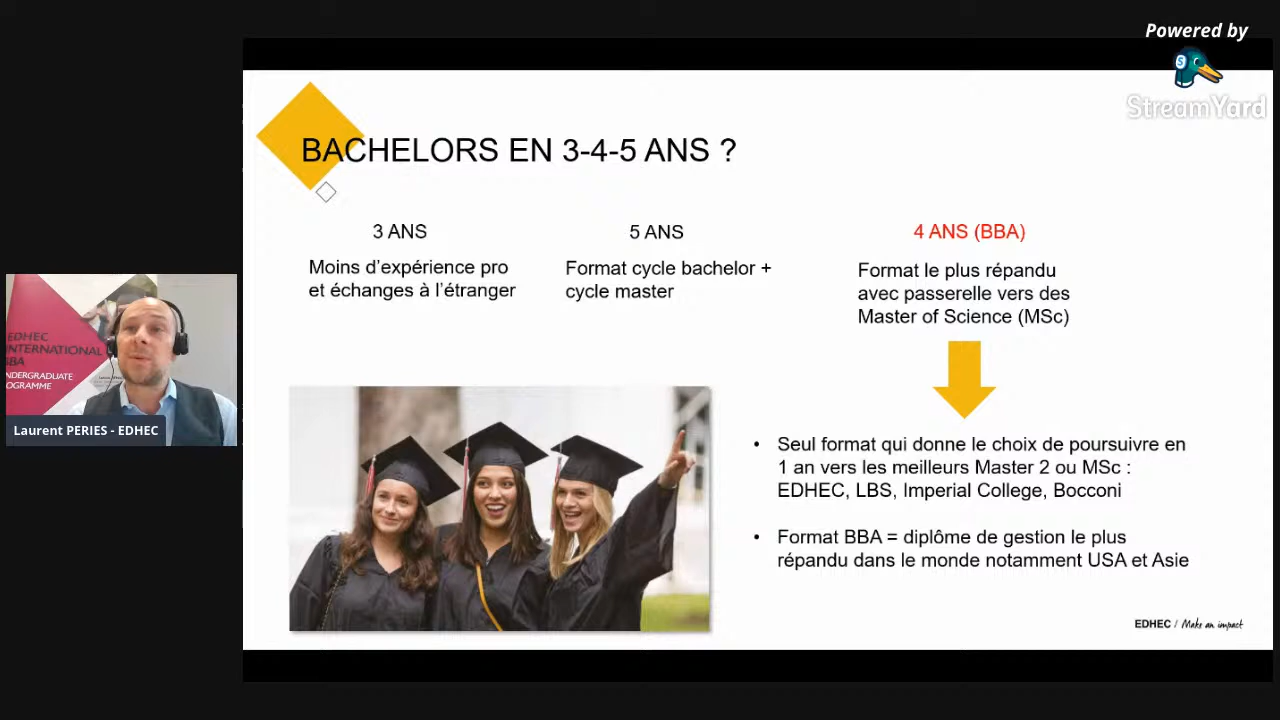 Powered by
StreamYard
BACHELORS EN 3-4-5 ANS ?
3 ANS
Moins d’expérience pro
et échanges à l’étranger
5 ANS
Format cycle bachelor +
cycle master
4 ANS (BBA)
Format le plus répandu
avec passerelle vers des
Master of Science (MSc)
• Seul format qui donne le choix de poursuivre en
1 an vers les meilleurs Master 2 ou MSc :
EDHEC, LBS, Imperial College, Bocconi
• Format BBA = diplôme de gestion le plus
répandu dans le monde notamment USA et Asie
EDHEC / Make an impact
EDHEC
INTERNATIONAL
BBA
Laurent PERIES - EDHEC